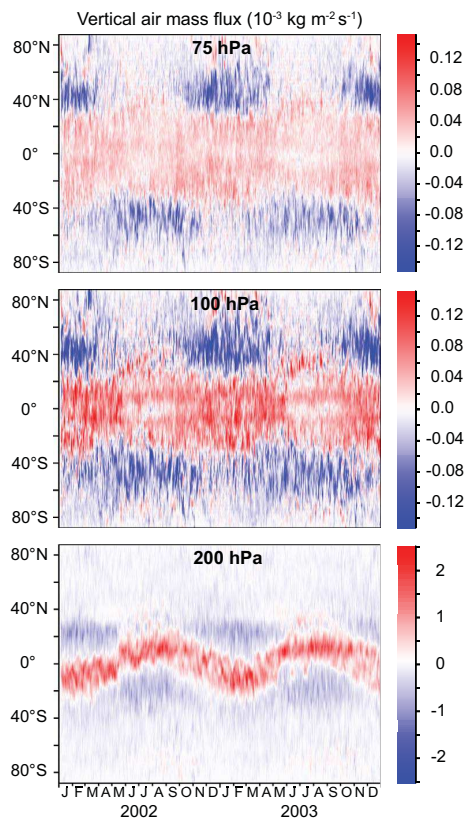 Vertical air mass flux (10⁻³ kg m⁻² s⁻¹)
75 hPa
80°N
40°N
0°
40°S
80°S
0.12
0.08
0.04
0.0
-0.04
-0.08
-0.12
100 hPa
80°N
40°N
0°
40°S
80°S
0.12
0.08
0.04
0.0
-0.04
-0.08
-0.12
200 hPa
80°N
40°N
0°
40°S
80°S
2
1
0
-1
-2
J F M A M J J A S O N D J F M A M J J A S O N D
2002 2003